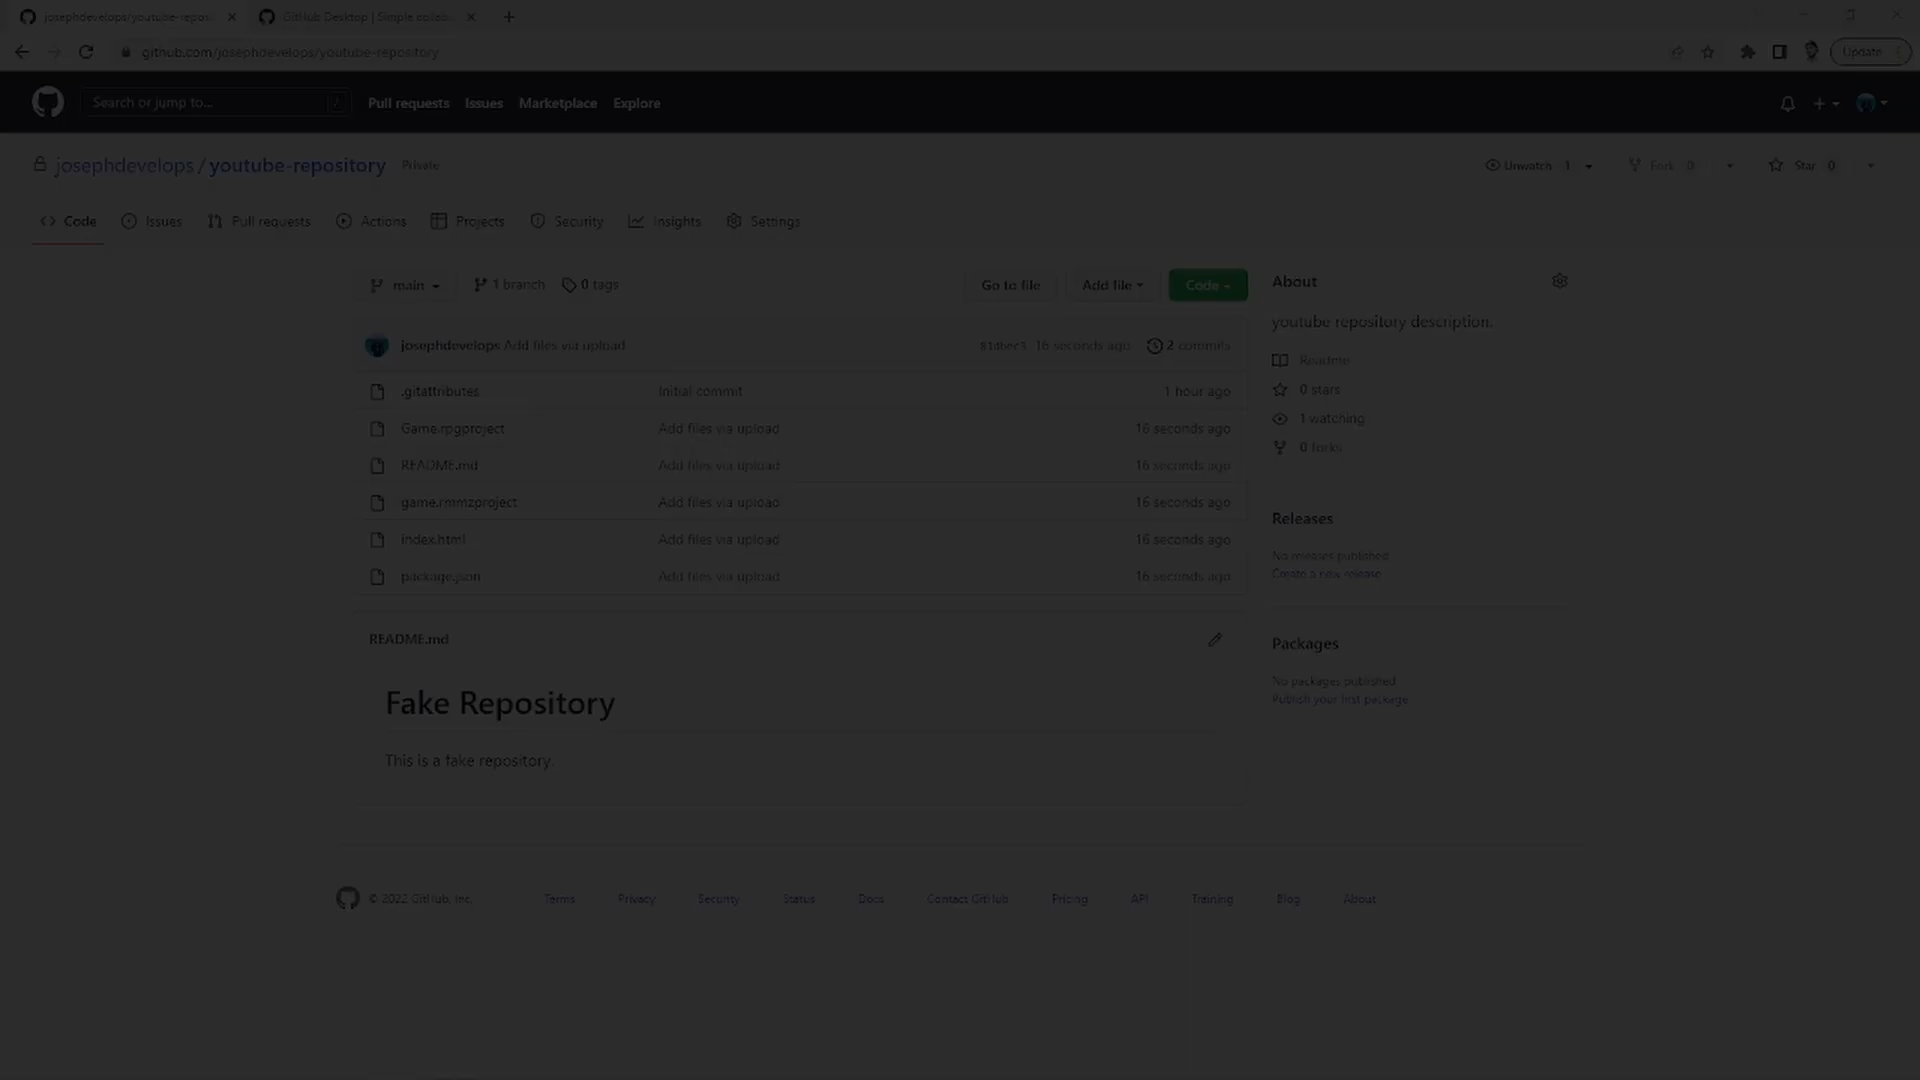 josephdevelops/youtube-repos
GitHub Desktop | Simple collab
github.com/josephdevelops/youtube-repository
Update
Search or jump to...
/
Pull requests
Issues
Marketplace
Explore
josephdevelops / youtube-repository
Private
Unwatch 1
Fork 0
Star 0
Code
Issues
Pull requests
Actions
Projects
Security
Insights
Settings
main
1 branch
0 tags
Go to file
Add file
Code
josephdevelops Add files via upload
16 seconds ago
2 commits
.gitattributes
Initial commit
1 hour ago
Game.rpgproject
Add files via upload
16 seconds ago
README.md
Add files via upload
16 seconds ago
game.rmmzproject
Add files via upload
16 seconds ago
index.html
Add files via upload
16 seconds ago
package.json
Add files via upload
16 seconds ago
README.md
Fake Repository
This is a fake repository.
About
youtube repository description.
Readme
0 stars
1 watching
0 forks
Releases
No releases published
Create a new release
Packages
No packages published
Publish your first package
© 2022 GitHub, Inc.
Terms
Privacy
Security
Status
Docs
Contact GitHub
Pricing
API
Training
Blog
About